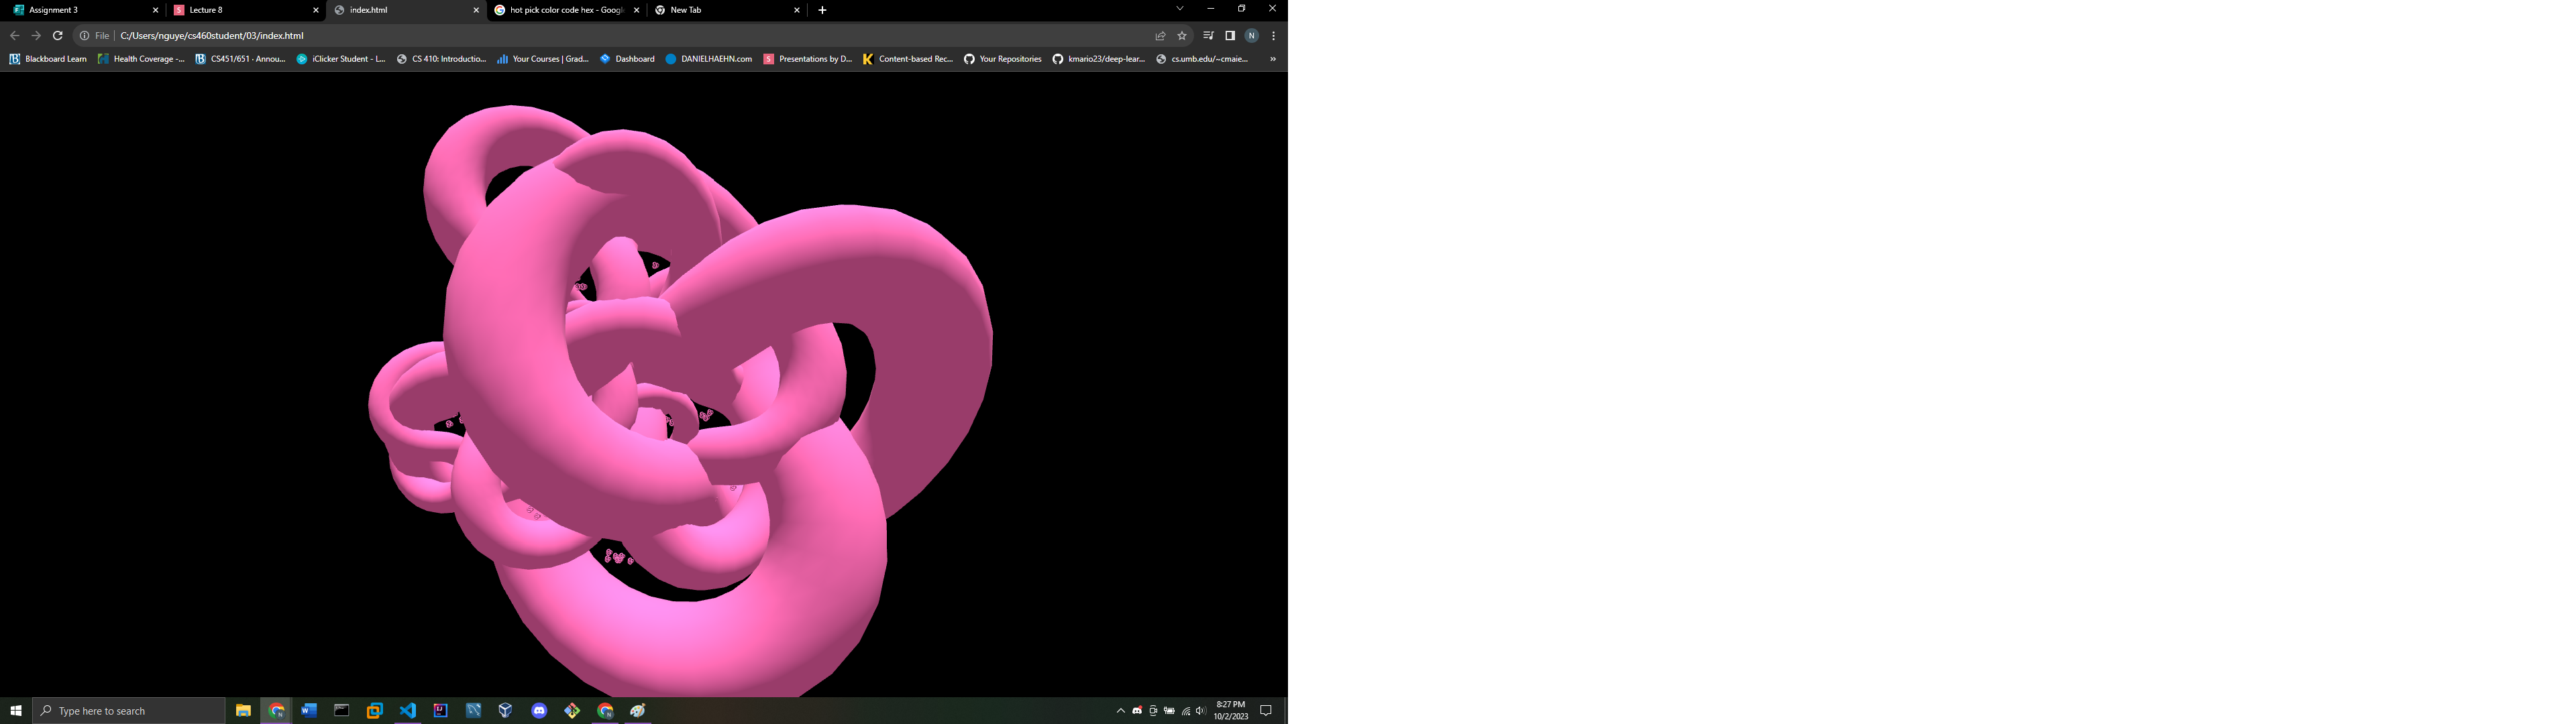 Assignment 3
Lecture 8
index.html
hot pick color code hex - Googl
New Tab
File
C:/Users/nguye/cs460student/03/index.html
N
Blackboard Learn
Health Coverage -...
CS451/651 - Annou...
iClicker Student - L...
CS 410: Introductio...
Your Courses | Grad...
Dashboard
DANIELHAEHN.com
Presentations by D...
Content-based Rec...
Your Repositories
kmario23/deep-lear...
cs.umb.edu/~cmaie...
»
Type here to search
8:27 PM
10/2/2023